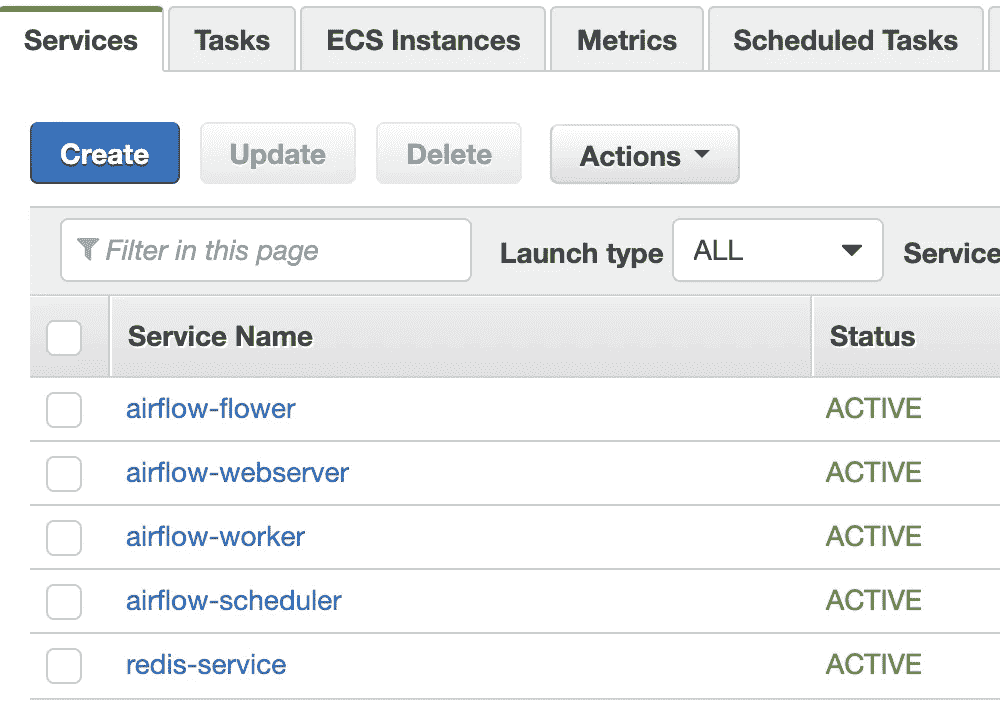 Services Tasks ECS Instances Metrics Scheduled Tasks
Create Update Delete Actions
Filter in this page Launch type ALL Service
Service Name Status
airflow-flower ACTIVE
airflow-webserver ACTIVE
airflow-worker ACTIVE
airflow-scheduler ACTIVE
redis-service ACTIVE